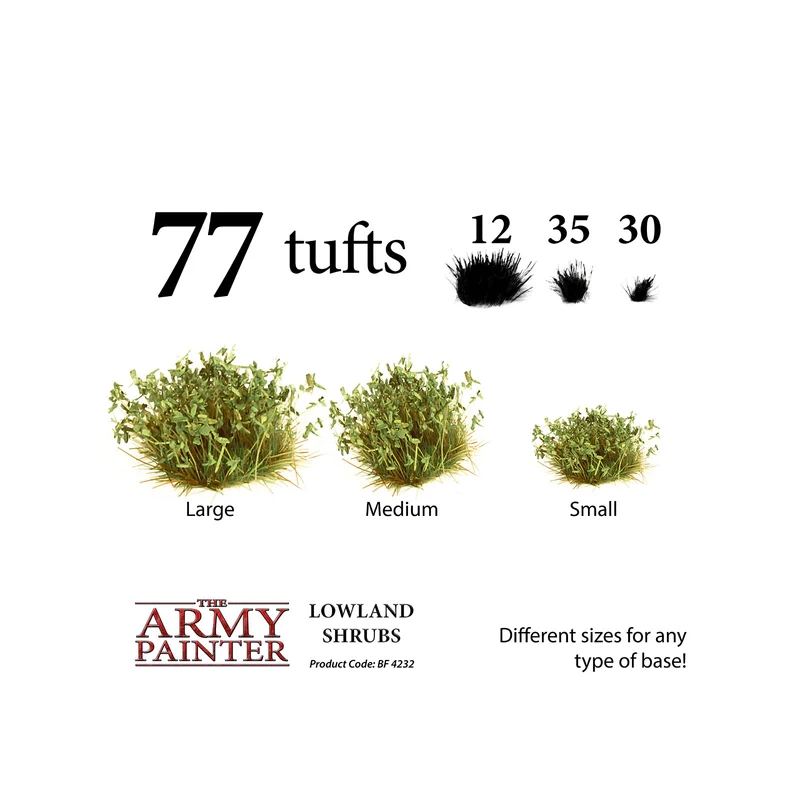 77 tufts
12 35 30
Large Medium Small
THE
ARMY
PAINTER
LOWLAND
SHRUBS
Product Code: BF 4232
Different sizes for any
type of base!